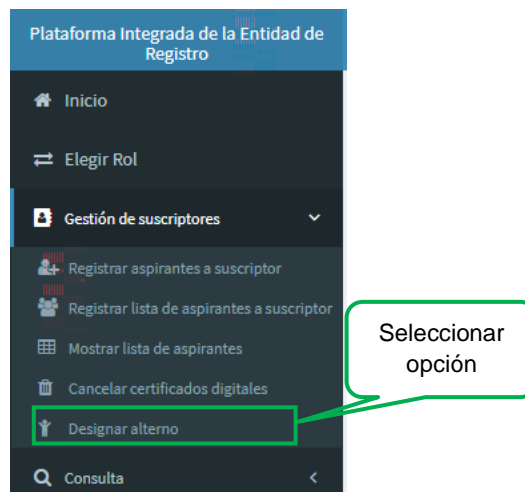 Plataforma Integrada de la Entidad de
Registro
Inicio
Elegir Rol
Gestión de suscriptores
Registrar aspirantes a suscriptor
Registrar lista de aspirantes a suscriptor
Mostrar lista de aspirantes
Cancelar certificados digitales
Designar alterno
Consulta
Seleccionar
opción